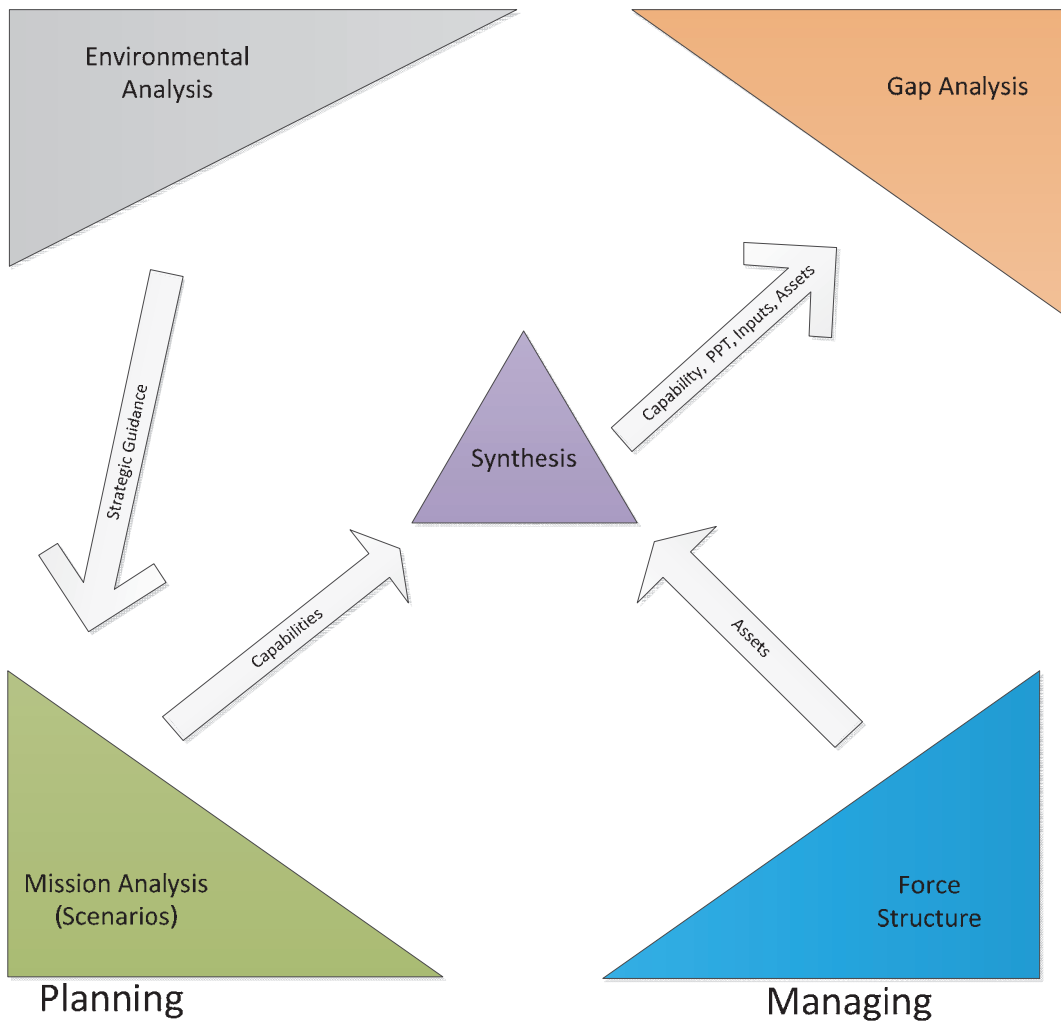 Environmental
Analysis
Gap Analysis
Strategic Guidance
Capability, PPT, Inputs, Assets
Synthesis
Capabilities
Assets
Mission Analysis
(Scenarios)
Force
Structure
Planning
Managing